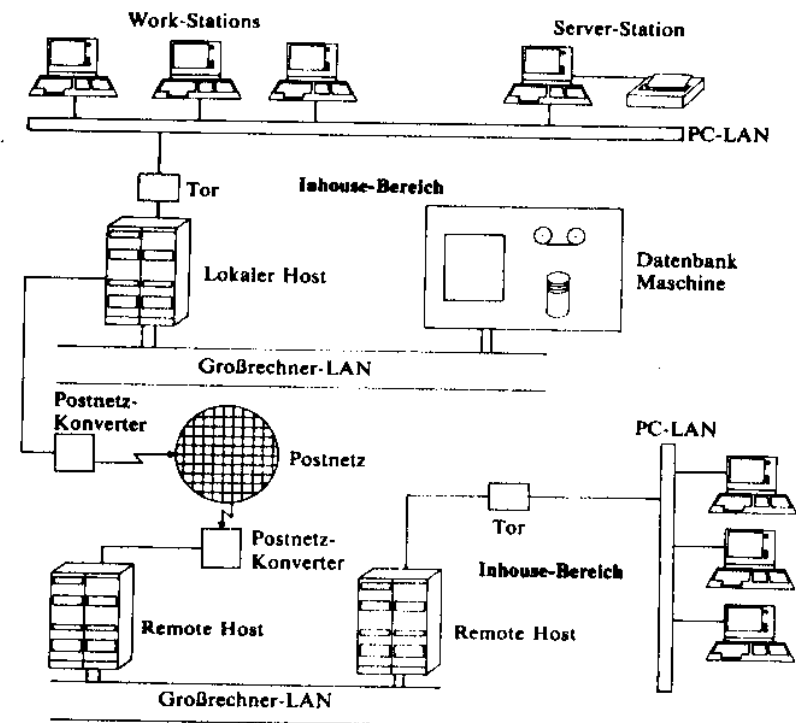 Work-Stations
Server-Station
PC-LAN
Tor
Inhouse-Bereich
Lokaler Host
Datenbank
Maschine
Großrechner-LAN
Postnetz-
Konverter
Postnetz
PC-LAN
Tor
Postnetz-
Konverter
Inhouse-Bereich
Remote Host
Remote Host
Großrechner-LAN